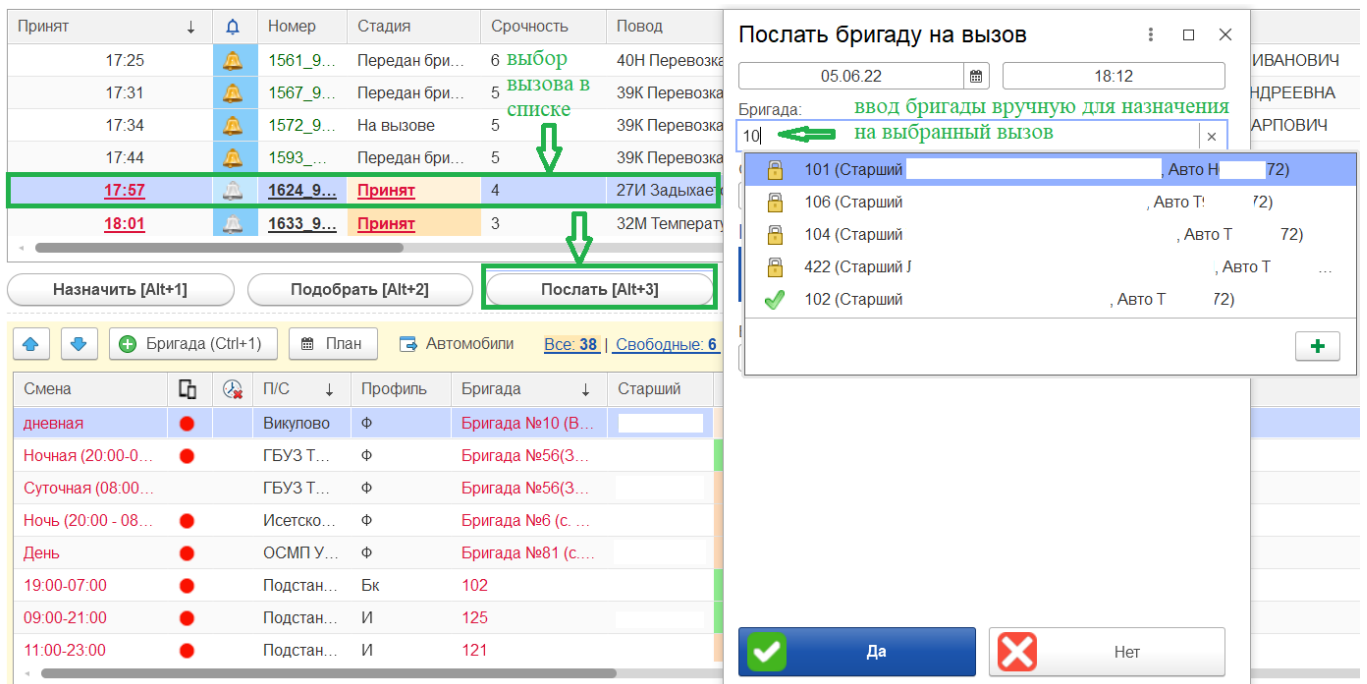 Принят ↓ Номер Стадия Срочность Повод
17:25 1561_9... Передан бри... 6 40Н Перевозка ИВАНОВИЧ
17:31 1567_9... Передан бри... 5 39К Перевозка НДРЕЕВНА
17:34 1572_9... На вызове 5 39К Перевозка АРПОВИЧ
17:44 1593_... Передан бри... 5 39К Перевозка
17:57 1624_9... Принят 4 27И Задыхает
18:01 1633_9... Принят 3 32М Температу
выбор
вызова в
списке
Назначить [Alt+1] Подобрать [Alt+2] Послать [Alt+3]
Бригада (Ctrl+1) План Автомобили Все: 38 | Свободные: 6
Смена П/С ↓ Профиль Бригада ↓ Старший
дневная Викулово Ф Бригада №10 (В...
Ночная (20:00-0... ГБУЗ Т... Ф Бригада №56(З...
Суточная (08:00... ГБУЗ Т... Ф Бригада №56(З...
Ночь (20:00 - 08... Исетско... Ф Бригада №6 (с. ...
День ОСМП У... Ф Бригада №81 (с....
19:00-07:00 Подстан... Бк 102
09:00-21:00 Подстан... И 125
11:00-23:00 Подстан... И 121
Послать бригаду на вызов
05.06.22 18:12
Бригада:
ввод бригады вручную для назначения
на выбранный вызов
10
101 (Старший , Авто Н 72)
106 (Старший , Авто Т 72)
104 (Старший , Авто Т 72)
422 (Старший , Авто Т ...
102 (Старший , Авто Т 72)
Да Нет